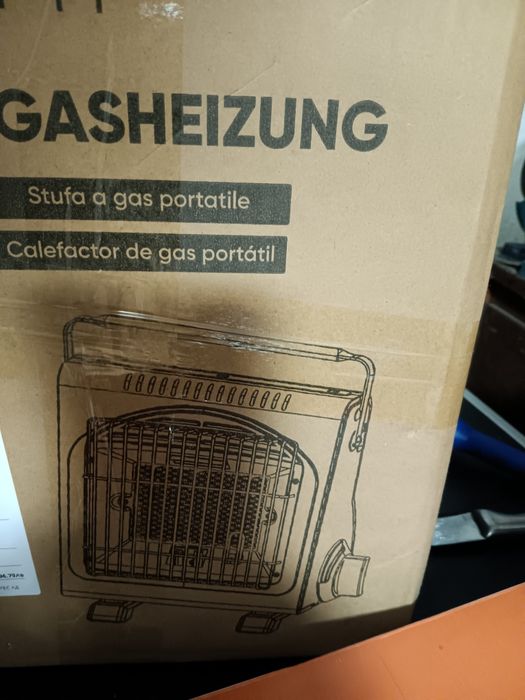 GASHEIZUNG
Stufa a gas portatile
Calefactor de gas portátil